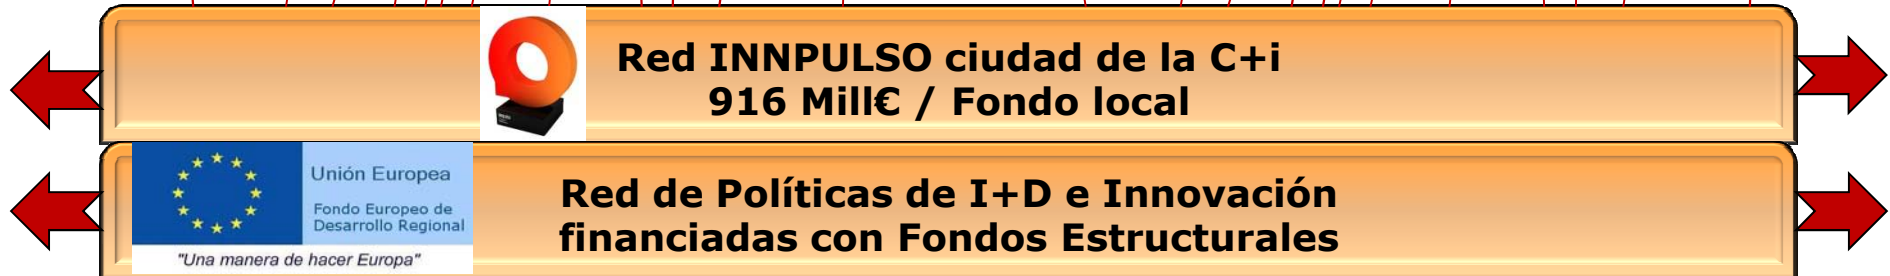 Red INNPULSO ciudad de la C+i
916 Mill€ / Fondo local
Unión Europea
Fondo Europeo de
Desarrollo Regional
"Una manera de hacer Europa"
Red de Políticas de I+D e Innovación
financiadas con Fondos Estructurales